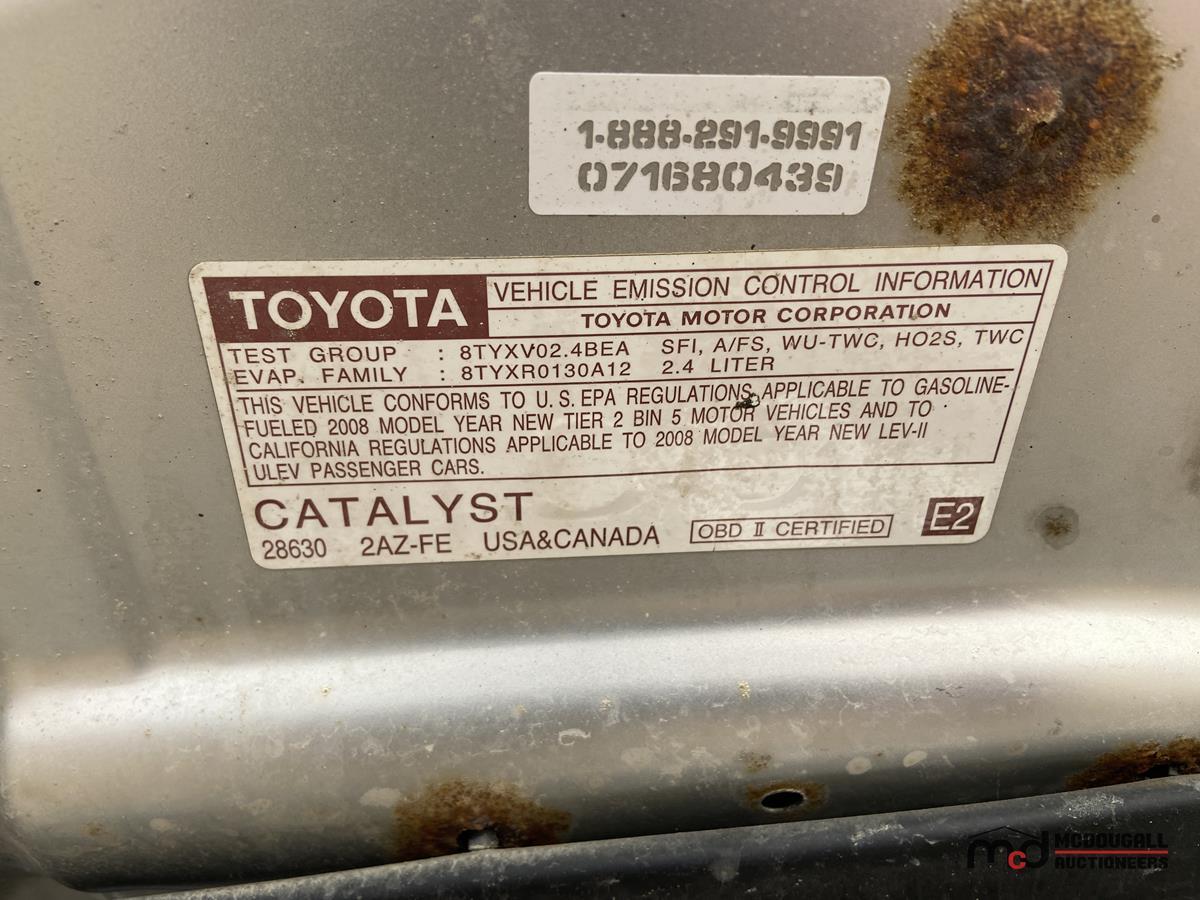 1-888-291-9991
071680439
TOYOTA VEHICLE EMISSION CONTROL INFORMATION
TOYOTA MOTOR CORPORATION
TEST GROUP : 8TYXV02.4BEA SFI, A/FS, WU-TWC, HO2S, TWC
EVAP. FAMILY : 8TYXR0130A12 2.4 LITER
THIS VEHICLE CONFORMS TO U.S. EPA REGULATIONS APPLICABLE TO GASOLINE-
FUELED 2008 MODEL YEAR NEW TIER 2 BIN 5 MOTOR VEHICLES AND TO
CALIFORNIA REGULATIONS APPLICABLE TO 2008 MODEL YEAR NEW LEV-II
ULEV PASSENGER CARS.
CATALYST
28630 2AZ-FE USA&CANADA OBD II CERTIFIED E2
mcd MCDOUGALL
AUCTIONEERS